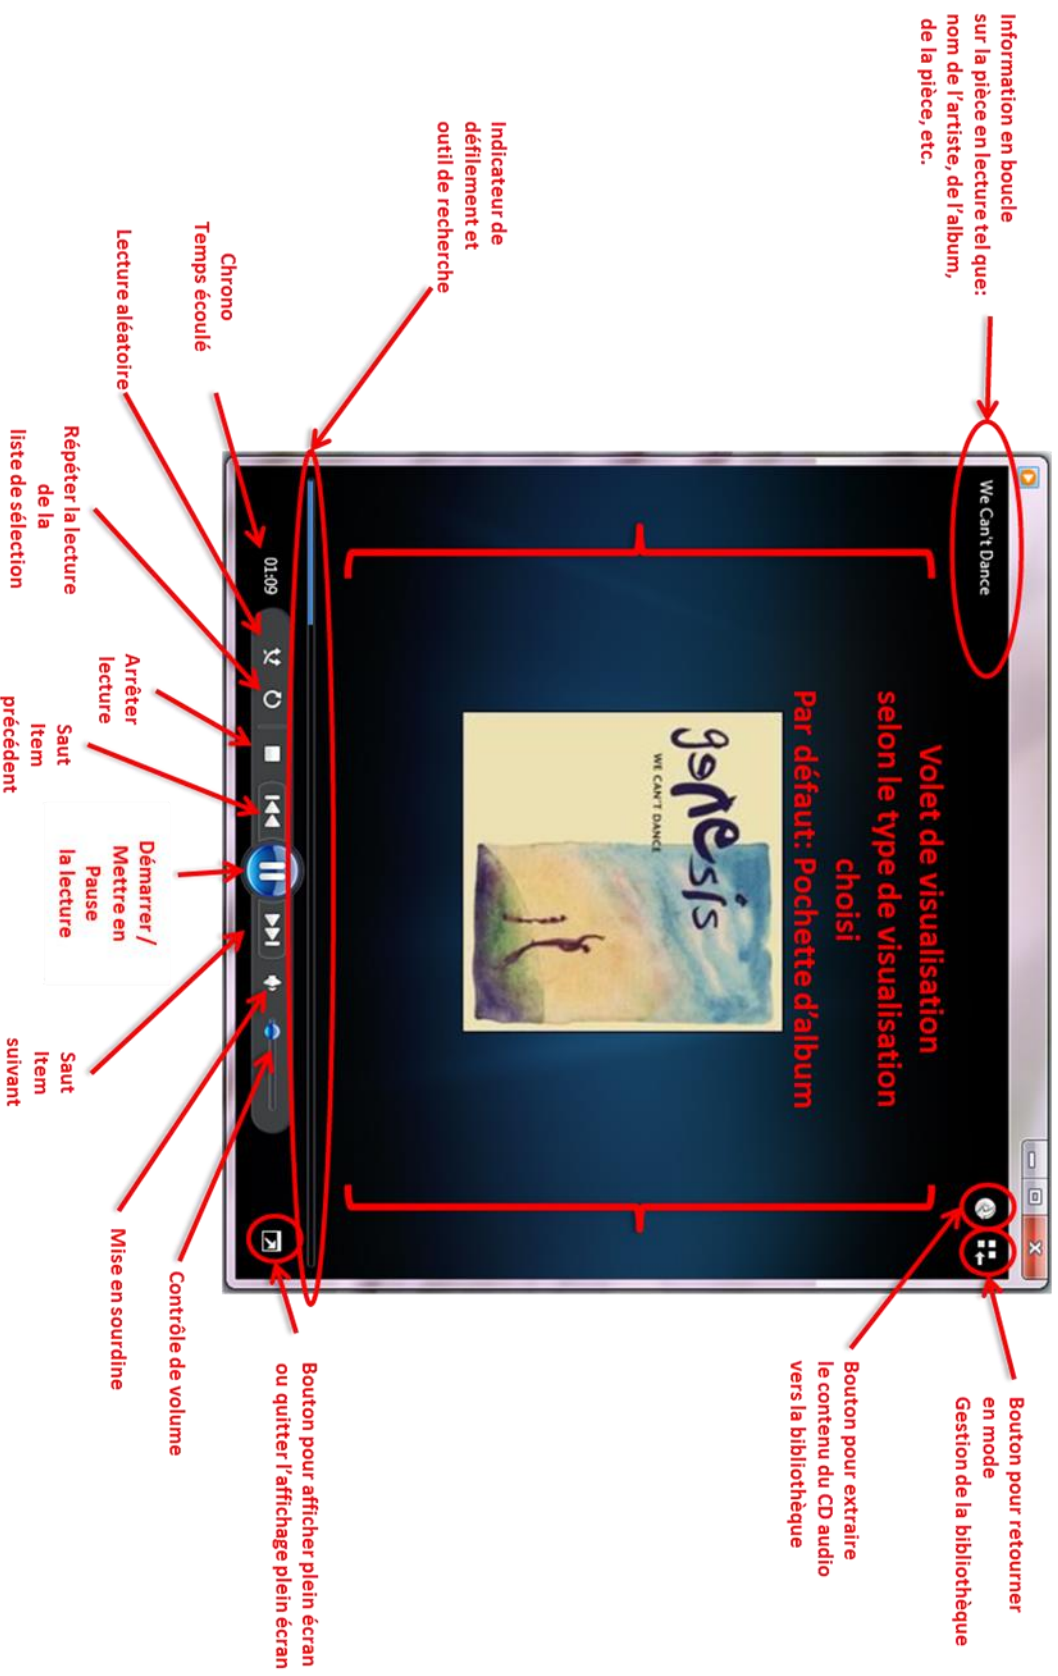 Information en boucle
sur la pièce en lecture tel que:
nom de l'artiste, de l'album,
de la pièce, etc.
Bouton pour retourner
en mode
Gestion de la bibliothèque
We Can't Dance
Bouton pour extraire
le contenu du CD audio
vers la bibliothèque
Volet de visualisation
selon le type de visualisation
choisi
Par défaut: Pochette d'album
genesis
WE CAN'T DANCE
Indicateur de
défilement et
outil de recherche
Bouton pour afficher plein écran
ou quitter l'affichage plein écran
01:09
Chrono
Temps écoulé
Lecture aléatoire
Répéter la lecture
de la
liste de sélection
Arrêter
lecture
Saut
Item
précédent
Démarrer /
Mettre en
Pause
la lecture
Saut
Item
suivant
Mise en sourdine
Contrôle de volume